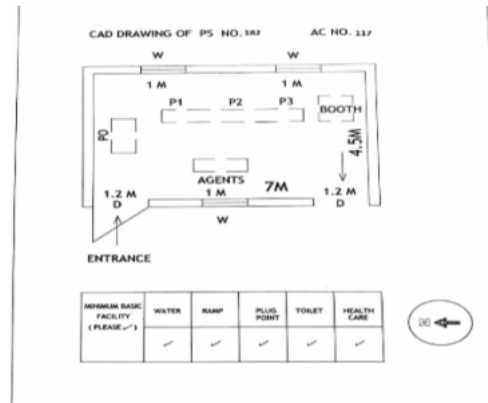 CAD DRAWING OF PS NO. 182 AC NO. 117
W W
1 M 1 M
P1 P2 P3
BOOTH
PO
4.5M
AGENTS
1.2 M 1 M 7M 1.2 M
D D
W
ENTRANCE
MINIMUM BASIC FACILITY (PLEASE ✓) WATER RAMP PLUG POINT TOILET HEALTH CARE
✓ ✓ ✓ ✓ ✓
N